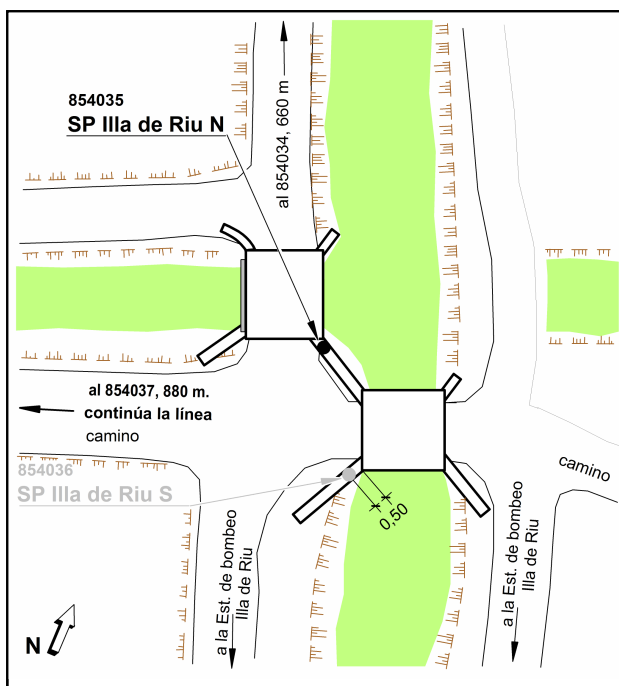 854035
SP Illa de Riu N
al 854034, 660 m
al 854037, 880 m.
continúa la línea
camino
854036
SP Illa de Riu S
0,50
camino
a la Est. de bombeo
Illa de Riu
a la Est. de bombeo
Illa de Riu
N